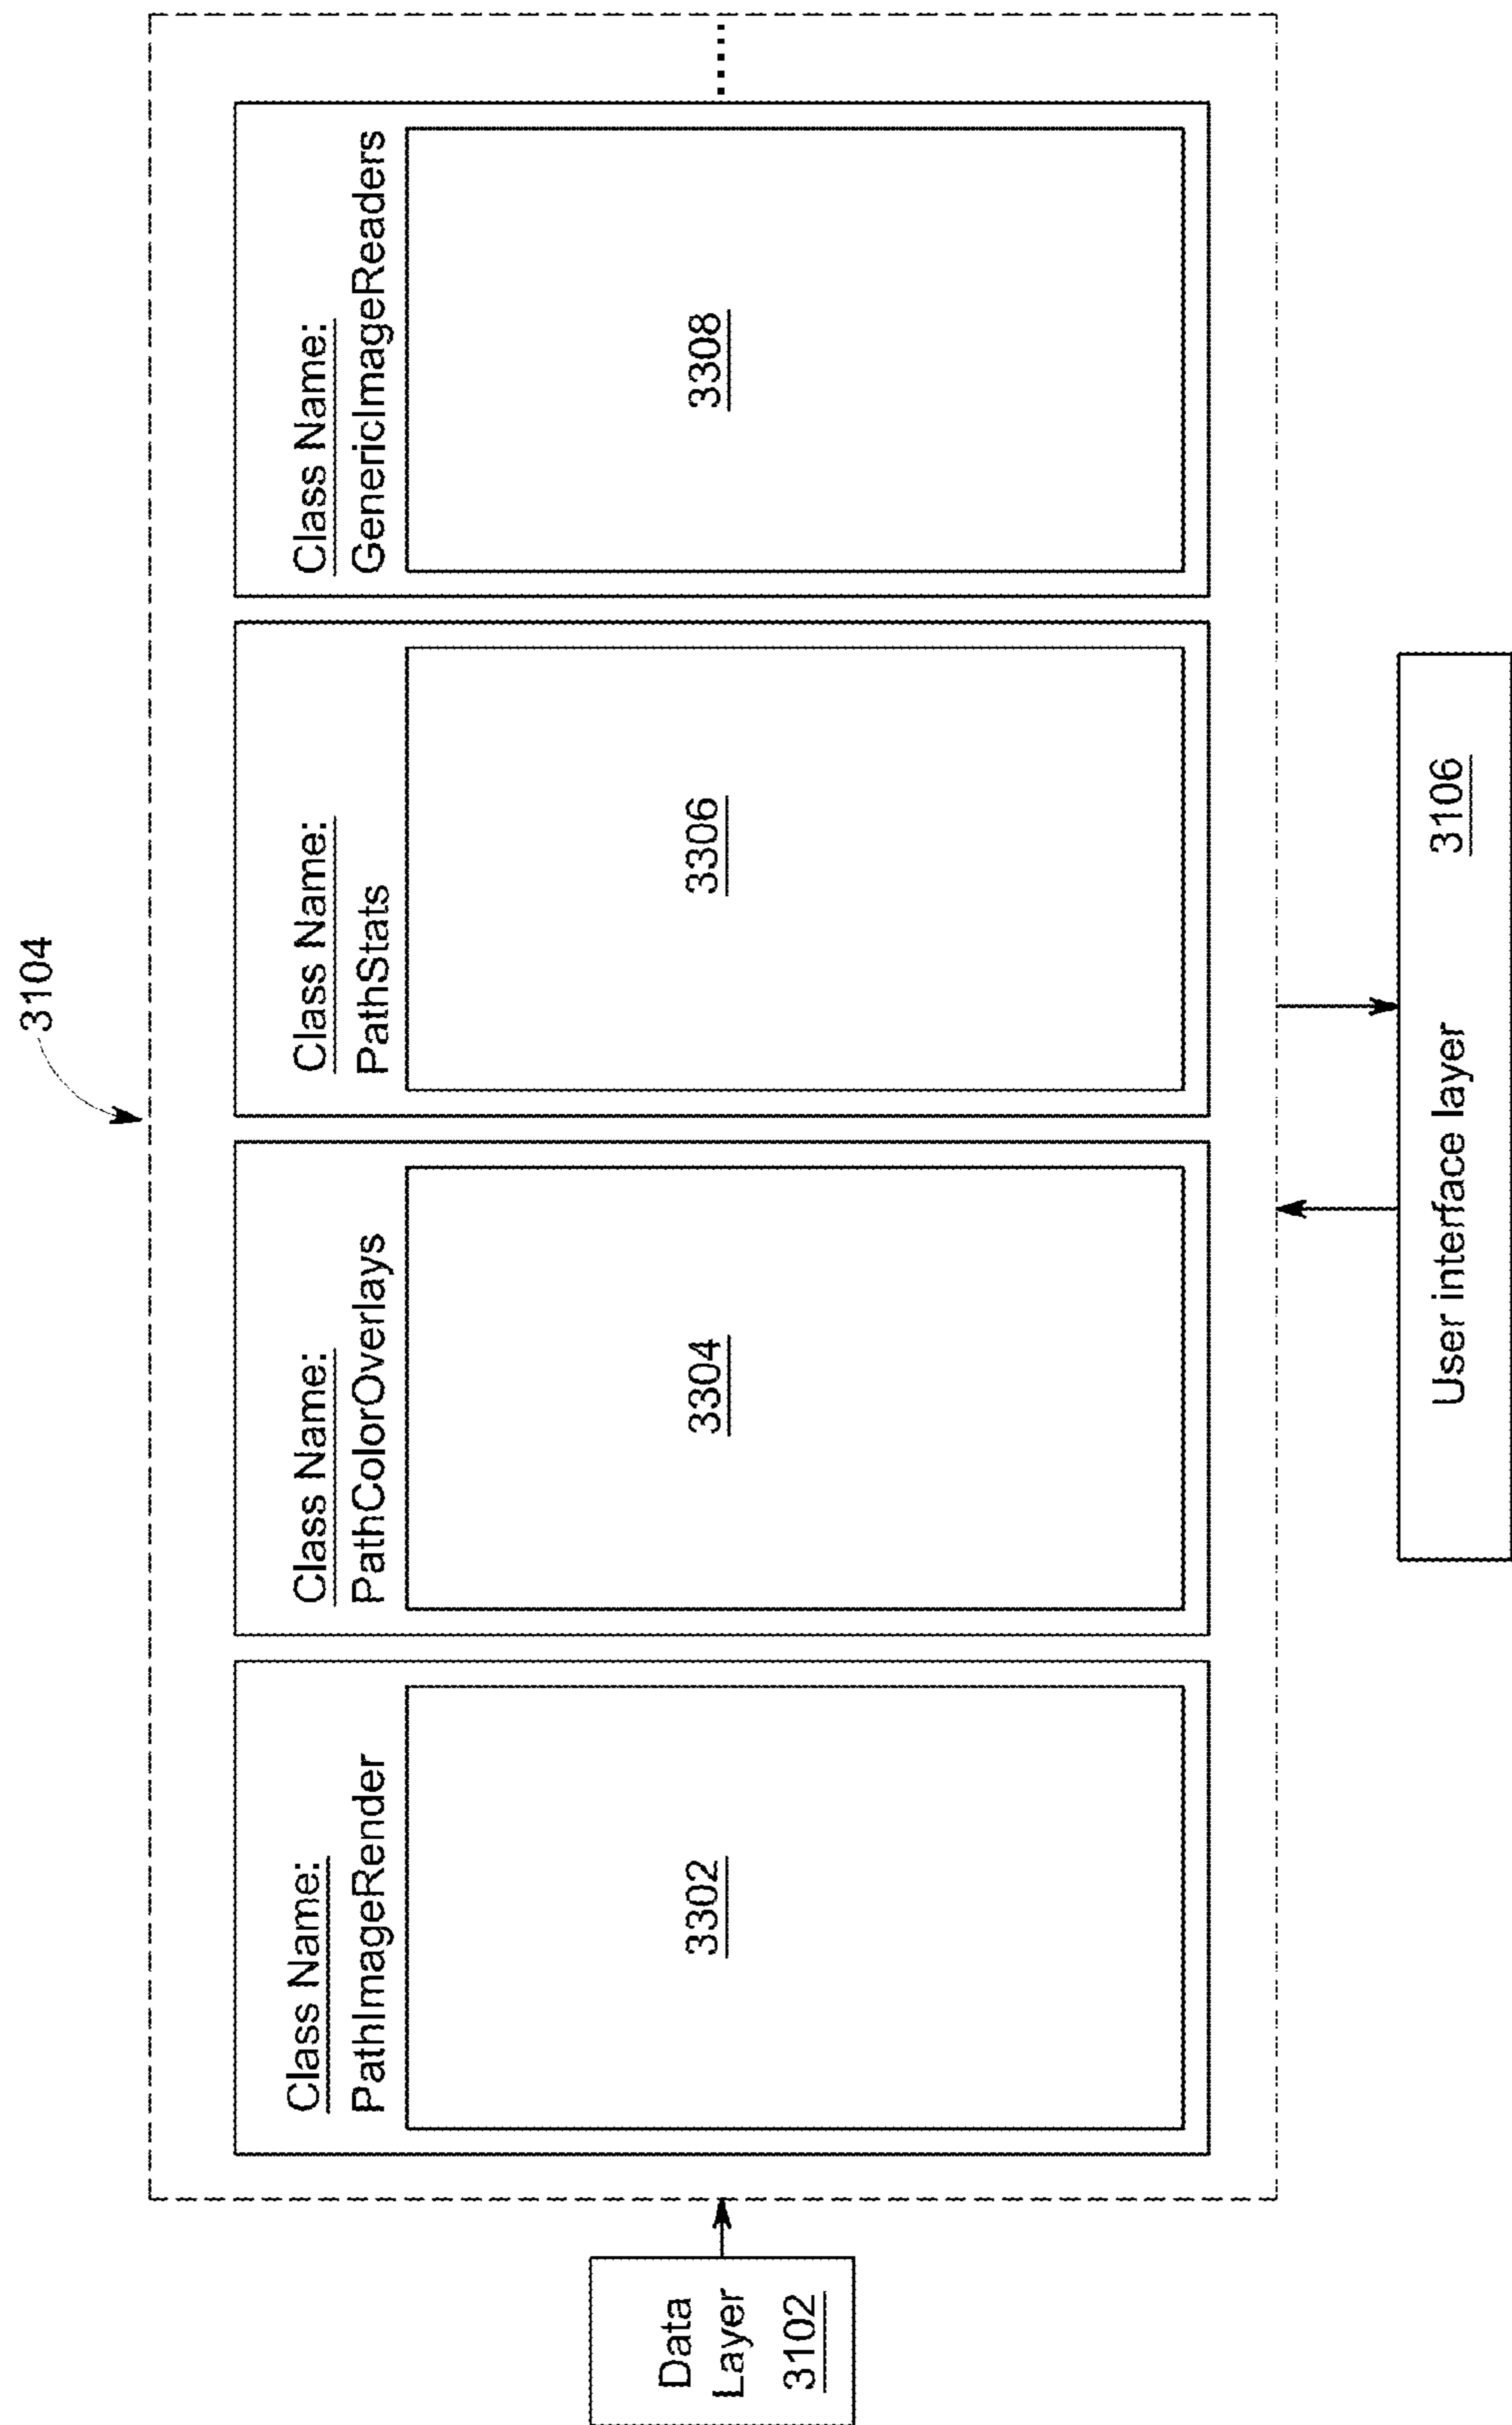 3104
Data
Layer
3102
Class Name:
PathImageRender
3302
Class Name:
PathColorOverlays
3304
Class Name:
PathStats
3306
Class Name:
GenericImageReaders
3308
User interface layer 3106